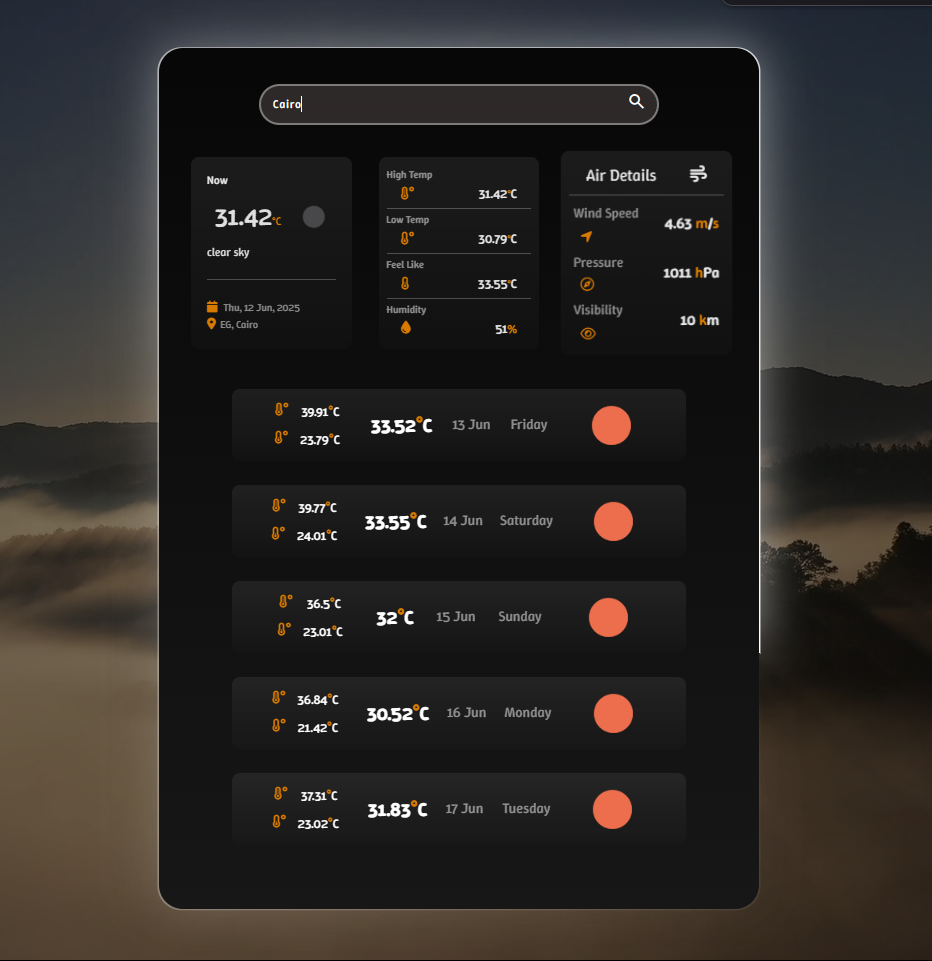 Cairo
Now
31.42°C
clear sky
Thu, 12 Jun, 2025
EG, Cairo
High Temp
31.42°C
Low Temp
30.79°C
Feel Like
33.55°C
Humidity
51%
Air Details
Wind Speed
4.63 m/s
Pressure
1011 hPa
Visibility
10 km
39.91°C
23.79°C
33.52°C 13 Jun Friday
39.77°C
24.01°C
33.55°C 14 Jun Saturday
36.5°C
23.01°C
32°C 15 Jun Sunday
36.84°C
21.42°C
30.52°C 16 Jun Monday
37.31°C
23.02°C
31.83°C 17 Jun Tuesday